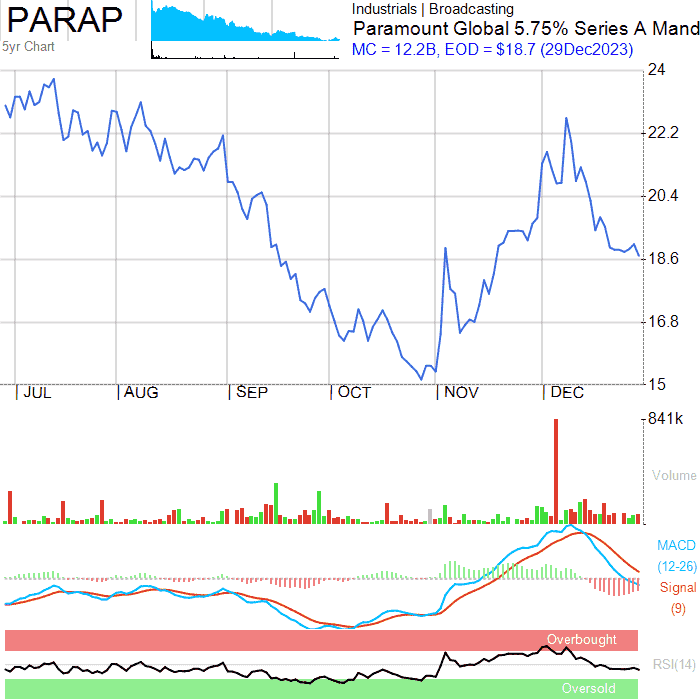 PARAP
5yr Chart
Industrials | Broadcasting
Paramount Global 5.75% Series A Mand
MC = 12.2B, EOD = $18.7 (29Dec2023)
24
22.2
20.4
18.6
16.8
15
| JUL | AUG | SEP | OCT | NOV | DEC
841k
Volume
MACD
(12-26)
Signal
(9)
Overbought
RSI(14)
Oversold